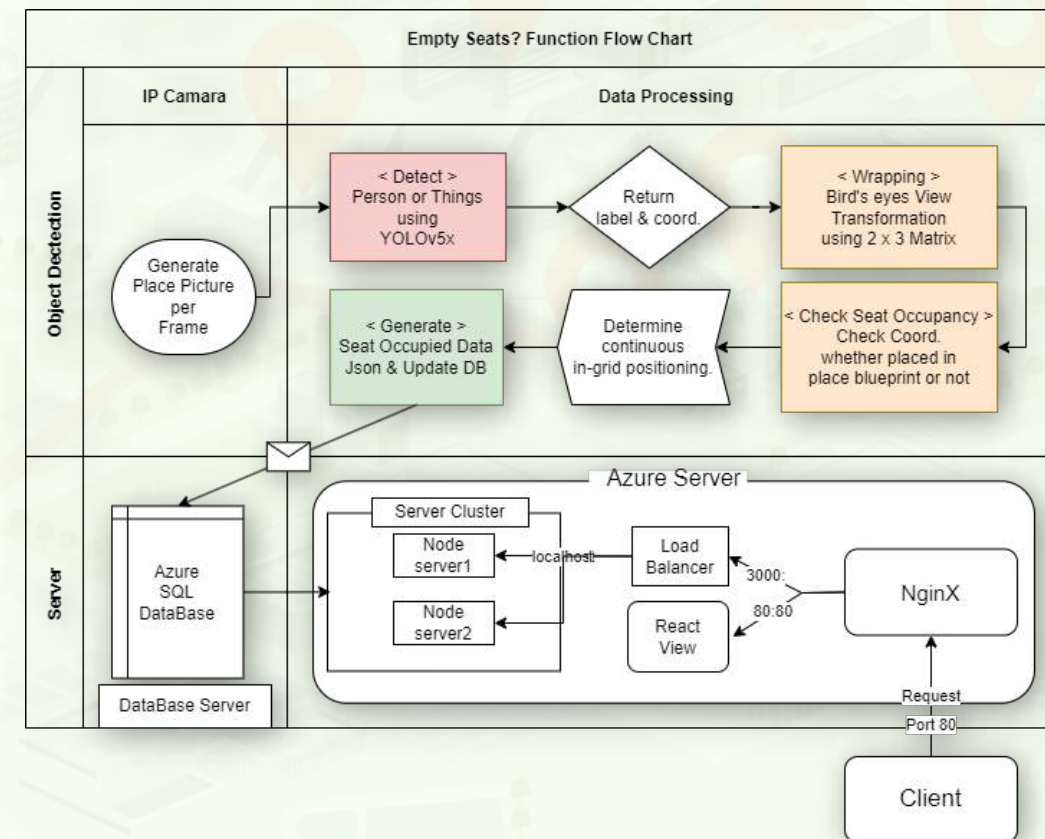 Empty Seats? Function Flow Chart
IP Camara
Data Processing
Object Dectection
Generate
Place Picture
per
Frame
< Detect >
Person or Things
using
YOLOv5x
Return
label & coord.
< Wrapping >
Bird's eyes View
Transformation
using 2 x 3 Matrix
< Check Seat Occupancy >
Check Coord.
whether placed in
place blueprint or not
Determine
continuous
in-grid positioning.
< Generate >
Seat Occupied Data
Json & Update DB
Server
Azure
SQL
DataBase
DataBase Server
Azure Server
Server Cluster
Node
server1
Node
server2
localhost:
Load
Balancer
React
View
3000:
80:80
NginX
Request
Port 80
Client